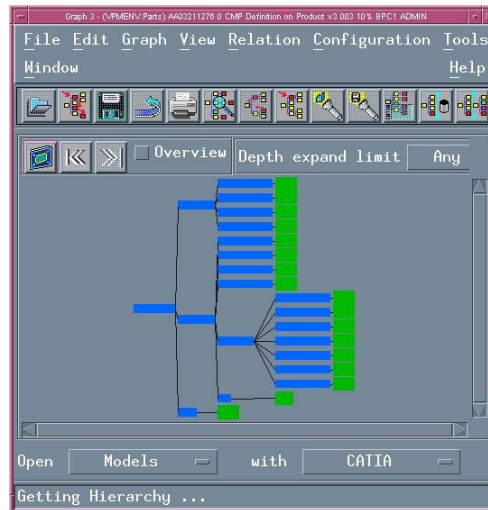 Graph 3 - (VPMENV.Parts) AA03211276 0 CMP Definition on Product v3 003 10% BPC1 ADMIN
File Edit Graph View Relation Configuration Tools
Window Help
Overview Depth expand limit Any
Open Models with CATIA
Getting Hierarchy ...